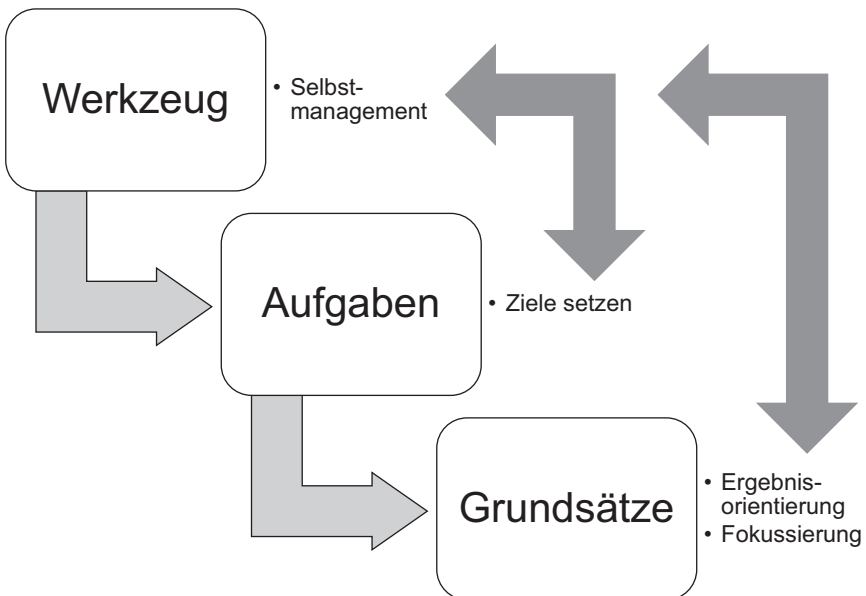 Werkzeug
• Selbst-
management
Aufgaben
• Ziele setzen
Grundsätze
• Ergebnis-
orientierung
• Fokussierung